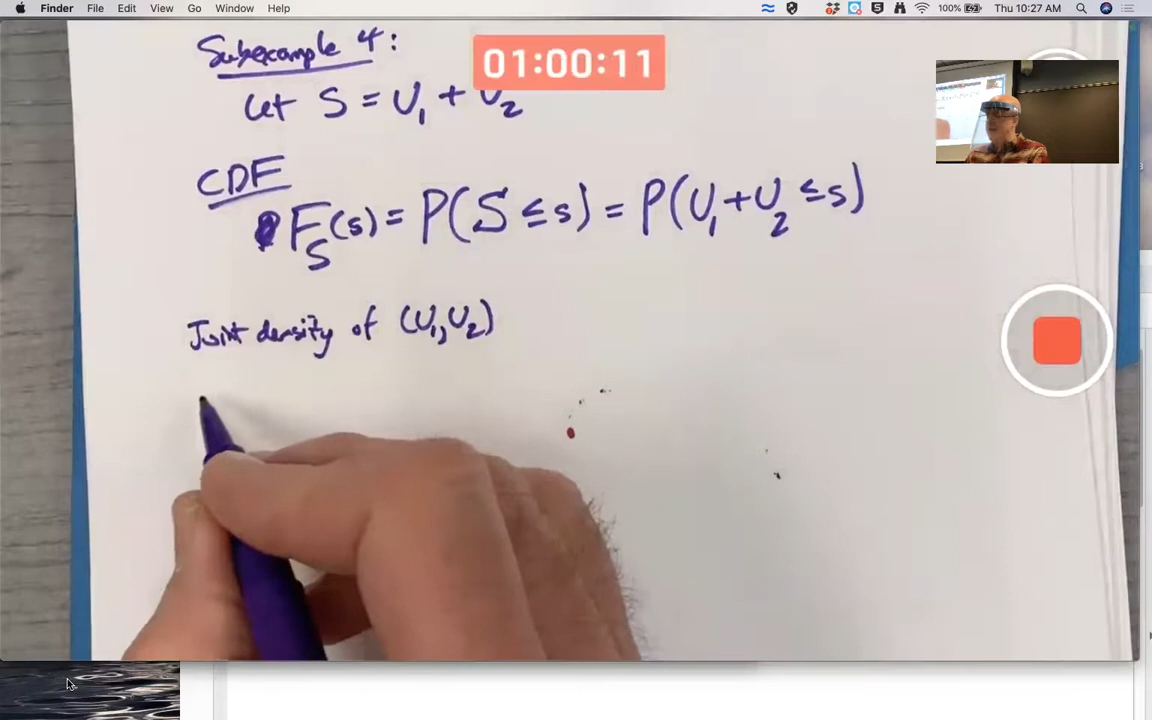 Finder File Edit View Go Window Help 100% Thu 10:27 AM
Subexample 4:
01:00:11
Let S = U₁ + U₂
CDF
F_S(s) = P(S ≤ s) = P(U₁ + U₂ ≤ s)
Joint density of (U₁, U₂)